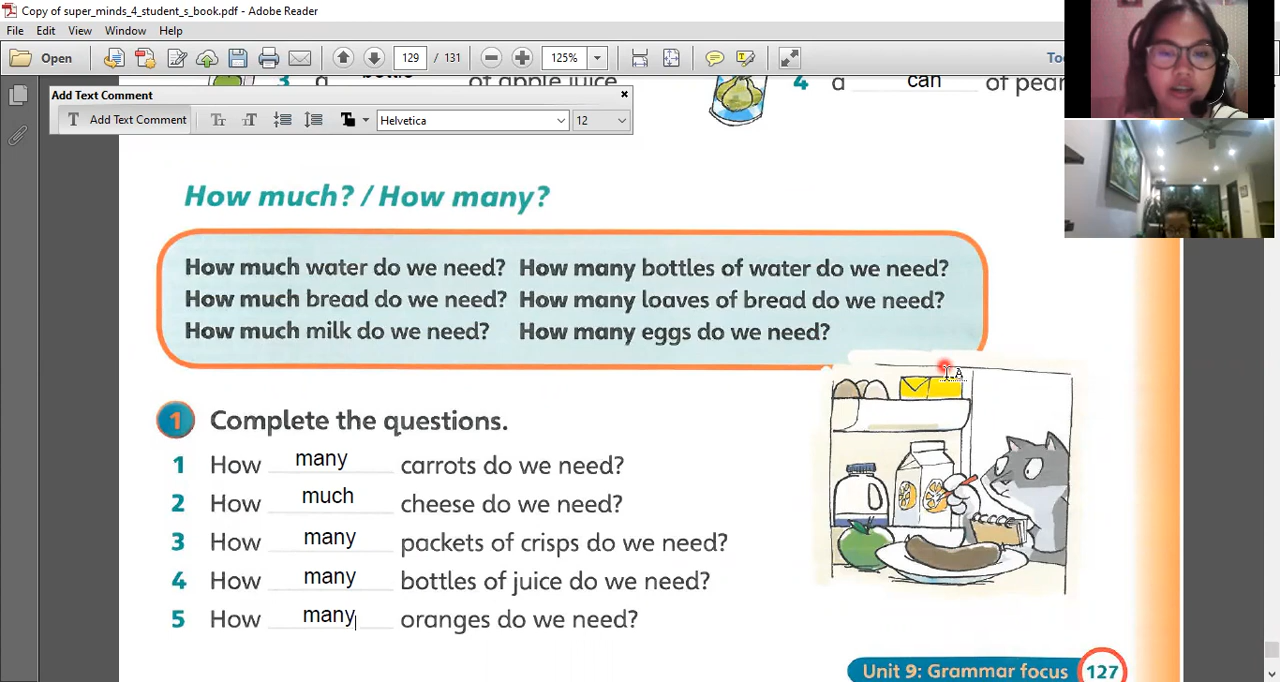 Copy of super_minds_4_student_s_book.pdf - Adobe Reader
File Edit View Window Help
Open 129 / 131 125%
3 a bottle of apple juice 4 a can of
Add Text Comment
T Add Text Comment Helvetica 12
How much? / How many?
How much water do we need? How many bottles of water do we need?
How much bread do we need? How many loaves of bread do we need?
How much milk do we need? How many eggs do we need?
1 Complete the questions.
1 How many carrots do we need?
2 How much cheese do we need?
3 How many packets of crisps do we need?
4 How many bottles of juice do we need?
5 How many oranges do we need?
Unit 9: Grammar focus 127